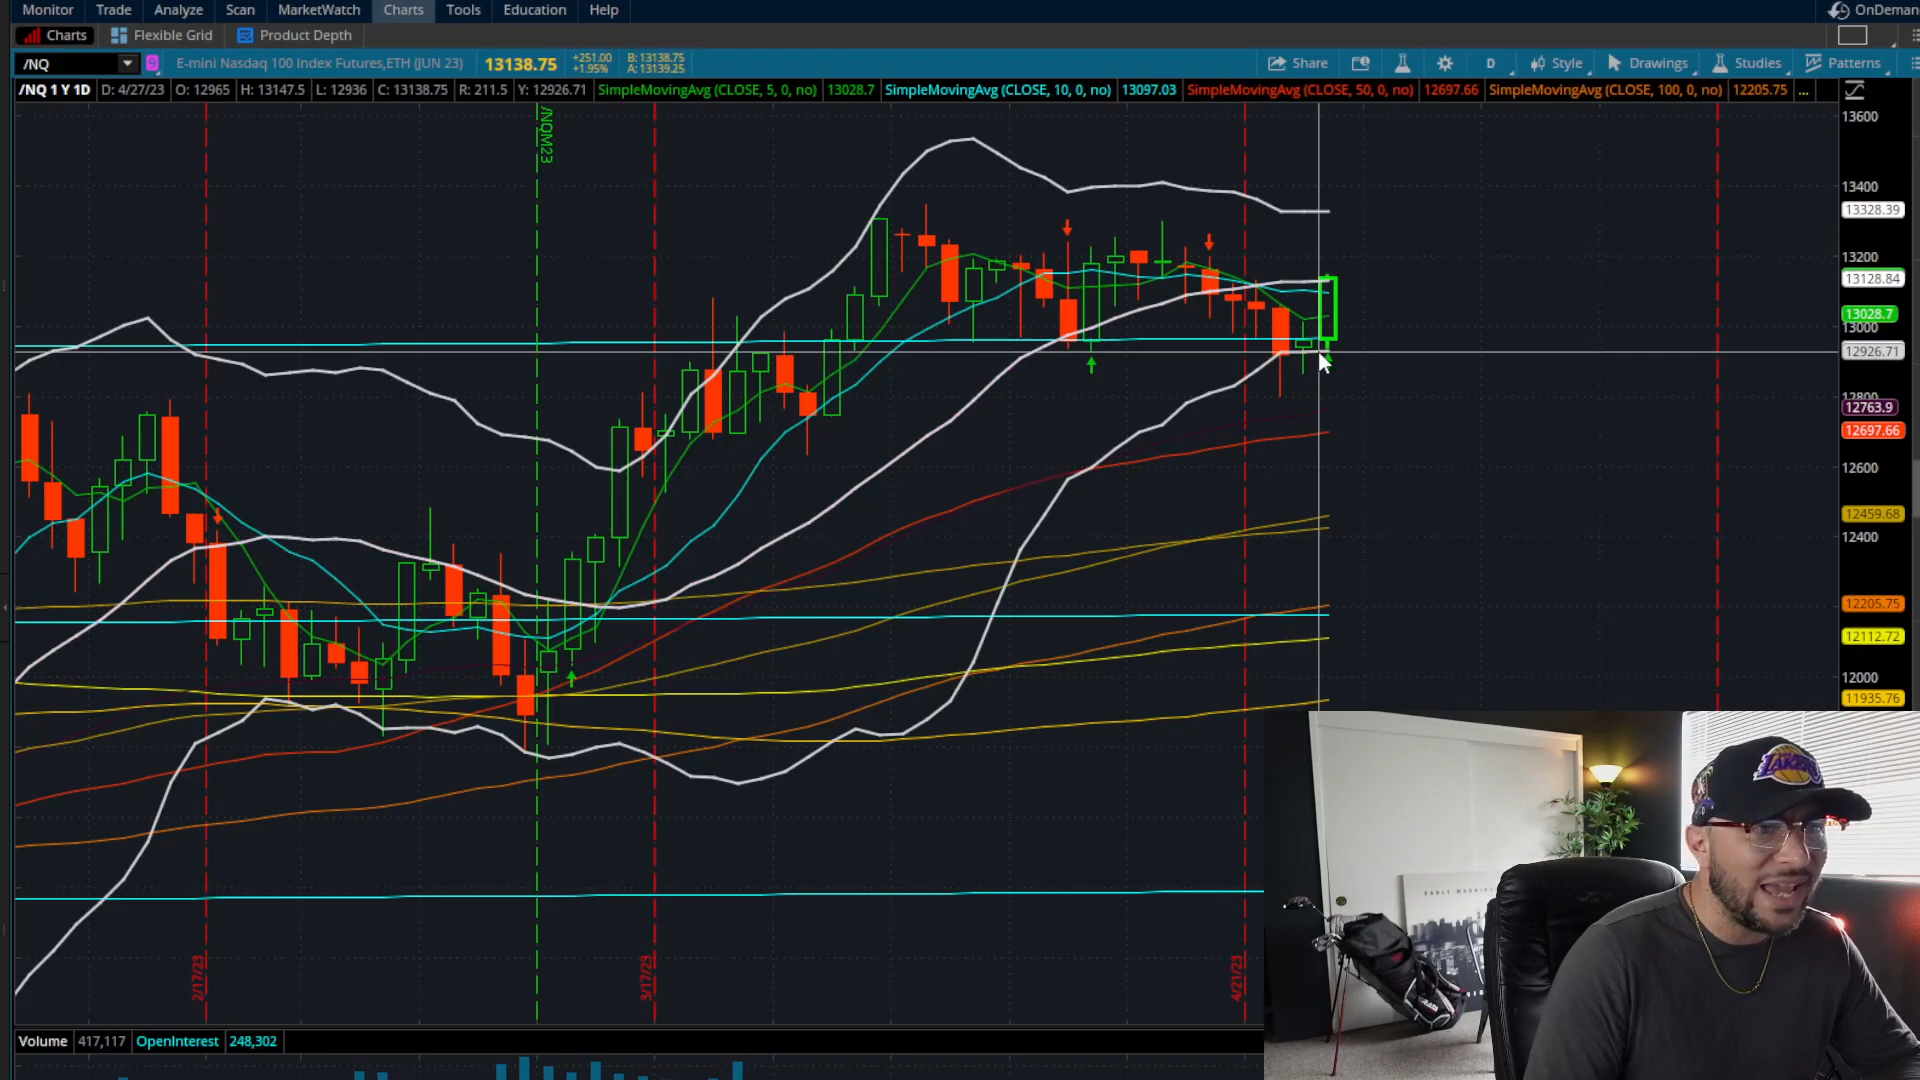 Monitor Trade Analyze Scan MarketWatch Charts Tools Education Help OnDeman
Charts Flexible Grid Product Depth
/NQ 9 E-mini Nasdaq 100 Index Futures,ETH (JUN 23) 13138.75 +251.00 +1.95% B: 13138.75 A: 13139.25 Share D Style Drawings Studies Patterns
/NQ 1 Y 1D D: 4/27/23 O: 12965 H: 13147.5 L: 12936 C: 13138.75 R: 211.5 Y: 12926.71 SimpleMovingAvg (CLOSE, 5, 0, no) 13028.7 SimpleMovingAvg (CLOSE, 10, 0, no) 13097.03 SimpleMovingAvg (CLOSE, 50, 0, no) 12697.66 SimpleMovingAvg (CLOSE, 100, 0, no) 12205.75 ...
/NQM23
13600
13400
13328.39
13200
13128.84
13028.7
13000
12926.71
12800
12763.9
12697.66
12600
12459.68
12400
12205.75
12112.72
12000
11935.76
LAKERS
EARLY MORNIN
2/17/23
3/17/23
4/21/23
Volume 417,117 OpenInterest 248,302